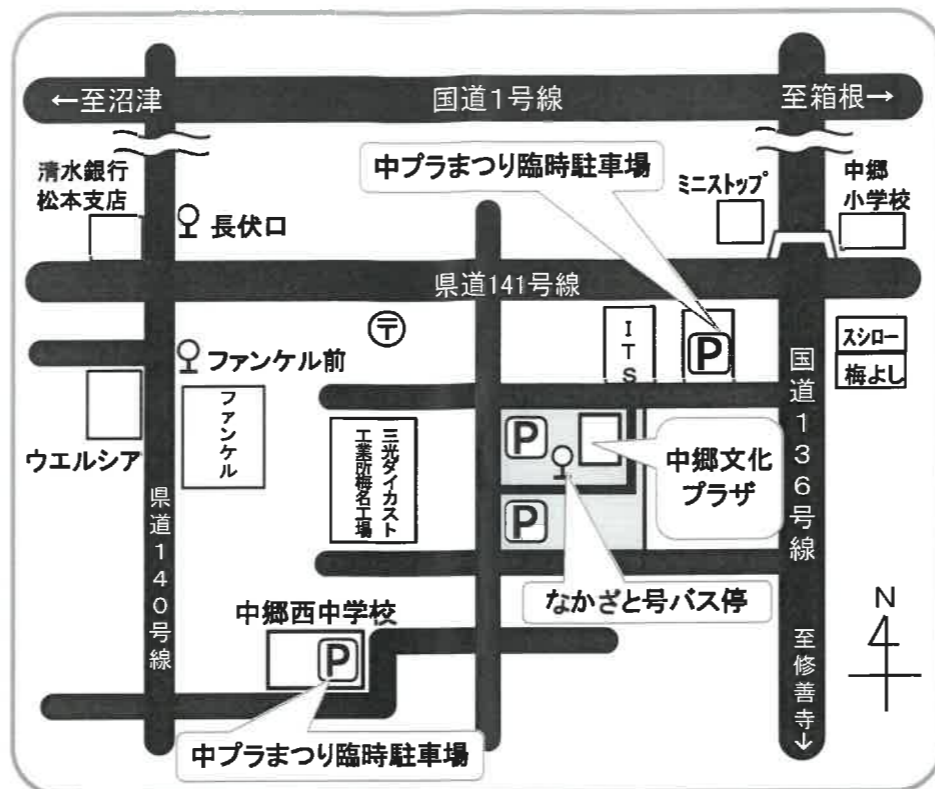 ←至沼津
国道1号線
至箱根→
清水銀行
松本支店
長伏口
中プラまつり臨時駐車場
ミニストップ
中郷
小学校
県道141号線
〒
ITS
P
スシロー
梅よし
ファンケル前
ファンケル
ウエルシア
三光ダイカスト
工業所梅名工場
P
P
中郷文化
プラザ
国道136号線
県道140号線
なかざと号バス停
中郷西中学校
P
中プラまつり臨時駐車場
至修善寺↓
N